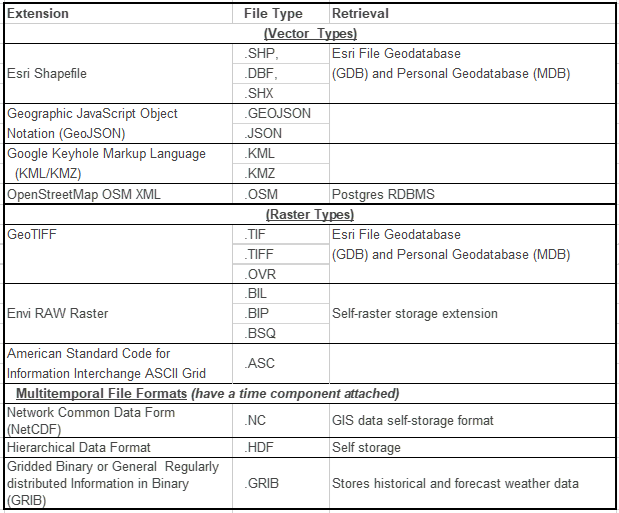 Extension File Type Retrieval
(Vector Types)
Esri Shapefile
.SHP,
.DBF,
.SHX
Esri File Geodatabase
(GDB) and Personal Geodatabase (MDB)
Geographic JavaScript Object
Notation (GeoJSON)
.GEOJSON
.JSON
Google Keyhole Markup Language
(KML/KMZ)
.KML
.KMZ
OpenStreetMap OSM XML .OSM Postgres RDBMS
(Raster Types)
GeoTIFF
.TIF
.TIFF
.OVR
Esri File Geodatabase
(GDB) and Personal Geodatabase (MDB)
Envi RAW Raster
.BIL
.BIP
.BSQ
Self-raster storage extension
American Standard Code for
Information Interchange ASCII Grid
.ASC
Multitemporal File Formats (have a time component attached)
Network Common Data Form
(NetCDF)
.NC
GIS data self-storage format
Hierarchical Data Format .HDF Self storage
Gridded Binary or General Regularly
distributed Information in Binary
(GRIB)
.GRIB
Stores historical and forecast weather data